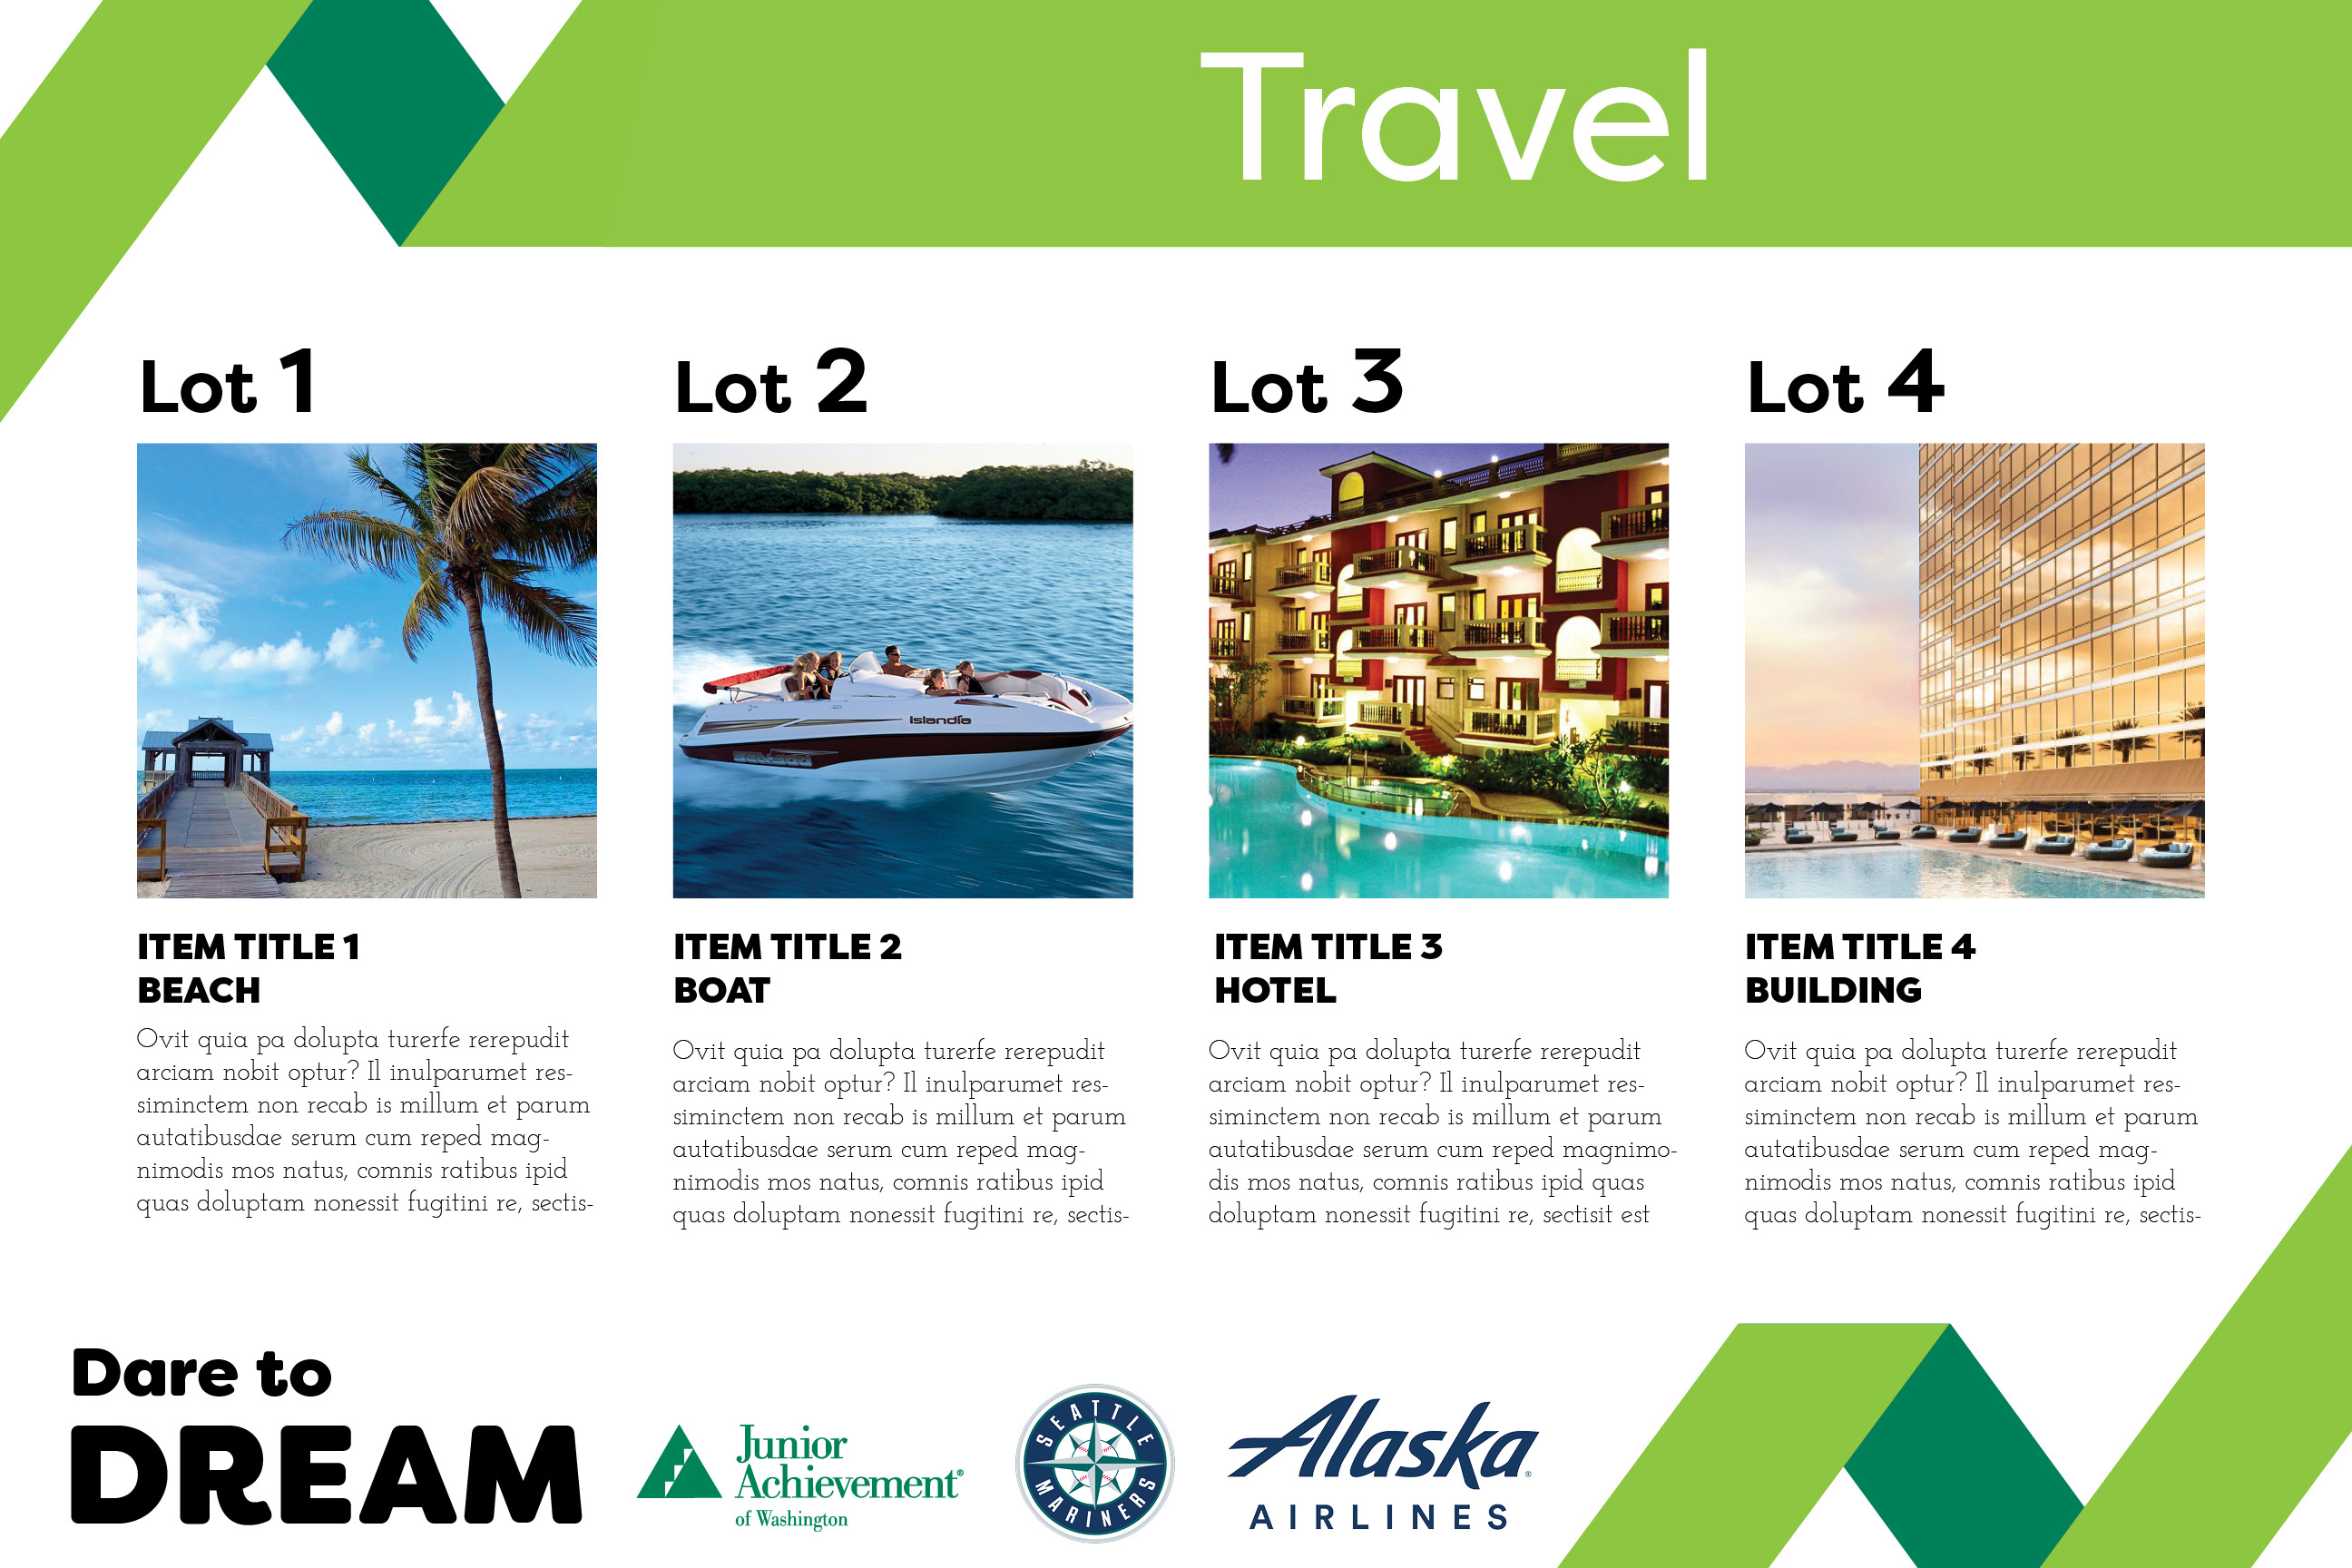 Travel
Lot 1
Islandia
SEADOO
ITEM TITLE 1
BEACH
Ovit quia pa dolupta turerfe rerepudit
arciam nobit optur? Il inulparumet res-
siminctem non recab is millum et parum
autatibusdae serum cum reped mag-
nimodis mos natus, comnis ratibus ipid
quas doluptam nonessit fugitini re, sectis-
Lot 2
ITEM TITLE 2
BOAT
Ovit quia pa dolupta turerfe rerepudit
arciam nobit optur? Il inulparumet res-
siminctem non recab is millum et parum
autatibusdae serum cum reped mag-
nimodis mos natus, comnis ratibus ipid
quas doluptam nonessit fugitini re, sectis-
Lot 3
ITEM TITLE 3
HOTEL
Ovit quia pa dolupta turerfe rerepudit
arciam nobit optur? Il inulparumet res-
siminctem non recab is millum et parum
autatibusdae serum cum reped magnimo-
dis mos natus, comnis ratibus ipid quas
doluptam nonessit fugitini re, sectisit est
Lot 4
ITEM TITLE 4
BUILDING
Ovit quia pa dolupta turerfe rerepudit
arciam nobit optur? Il inulparumet res-
siminctem non recab is millum et parum
autatibusdae serum cum reped mag-
nimodis mos natus, comnis ratibus ipid
quas doluptam nonessit fugitini re, sectis-
Dare to
DREAM
Junior
Achievement®
of Washington
SEATTLE
MARINERS
Alaska®
AIRLINES